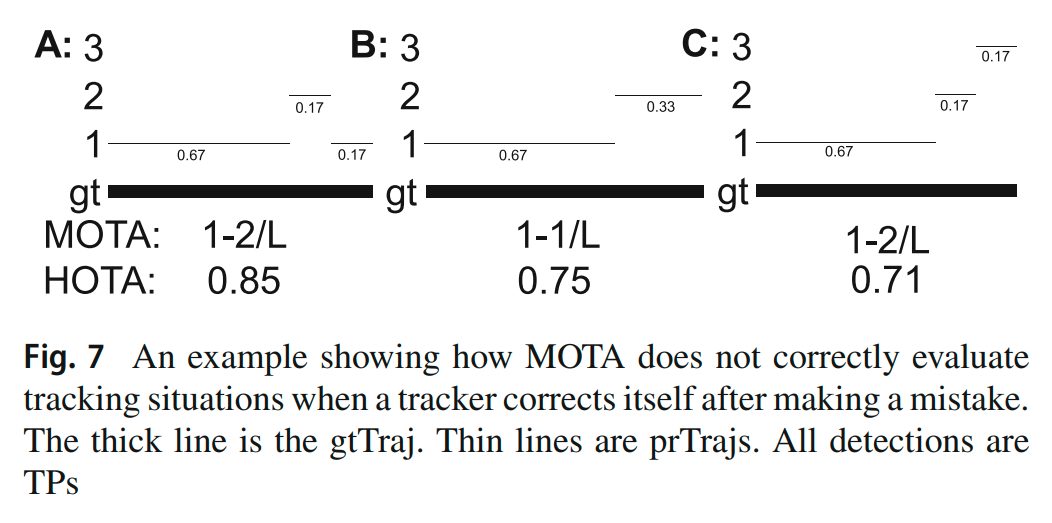 A: 3 B: 3 C: 3
0.17
2 2 2
0.17 0.33 0.17
1 1 1
0.67 0.17 0.67 0.67
gt gt gt
MOTA: 1-2/L 1-1/L 1-2/L
HOTA: 0.85 0.75 0.71
Fig. 7 An example showing how MOTA does not correctly evaluate
tracking situations when a tracker corrects itself after making a mistake.
The thick line is the gtTraj. Thin lines are prTrajs. All detections are
TPs